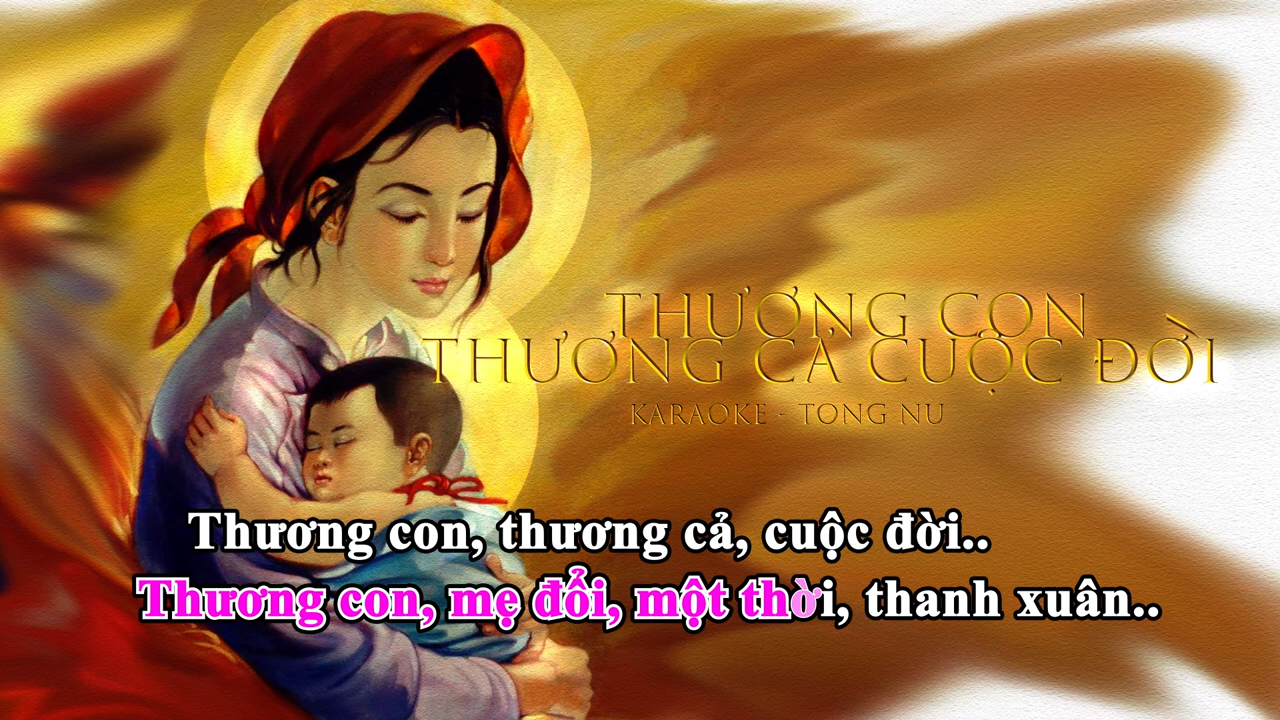 THƯƠNG CON
THƯƠNG CẢ CUỘC ĐỜI
KARAOKE - TONG NU
Thương con, thương cả, cuộc đời..
Thương con, mẹ đổi, một thời, thanh xuân..